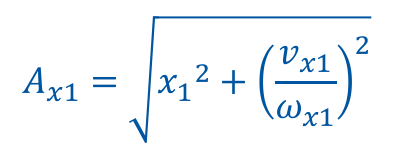 $A_{x1} = \sqrt{{x_1}^2 + \left(\frac{v_{x1}}{\omega_{x1}}\right)^2}$